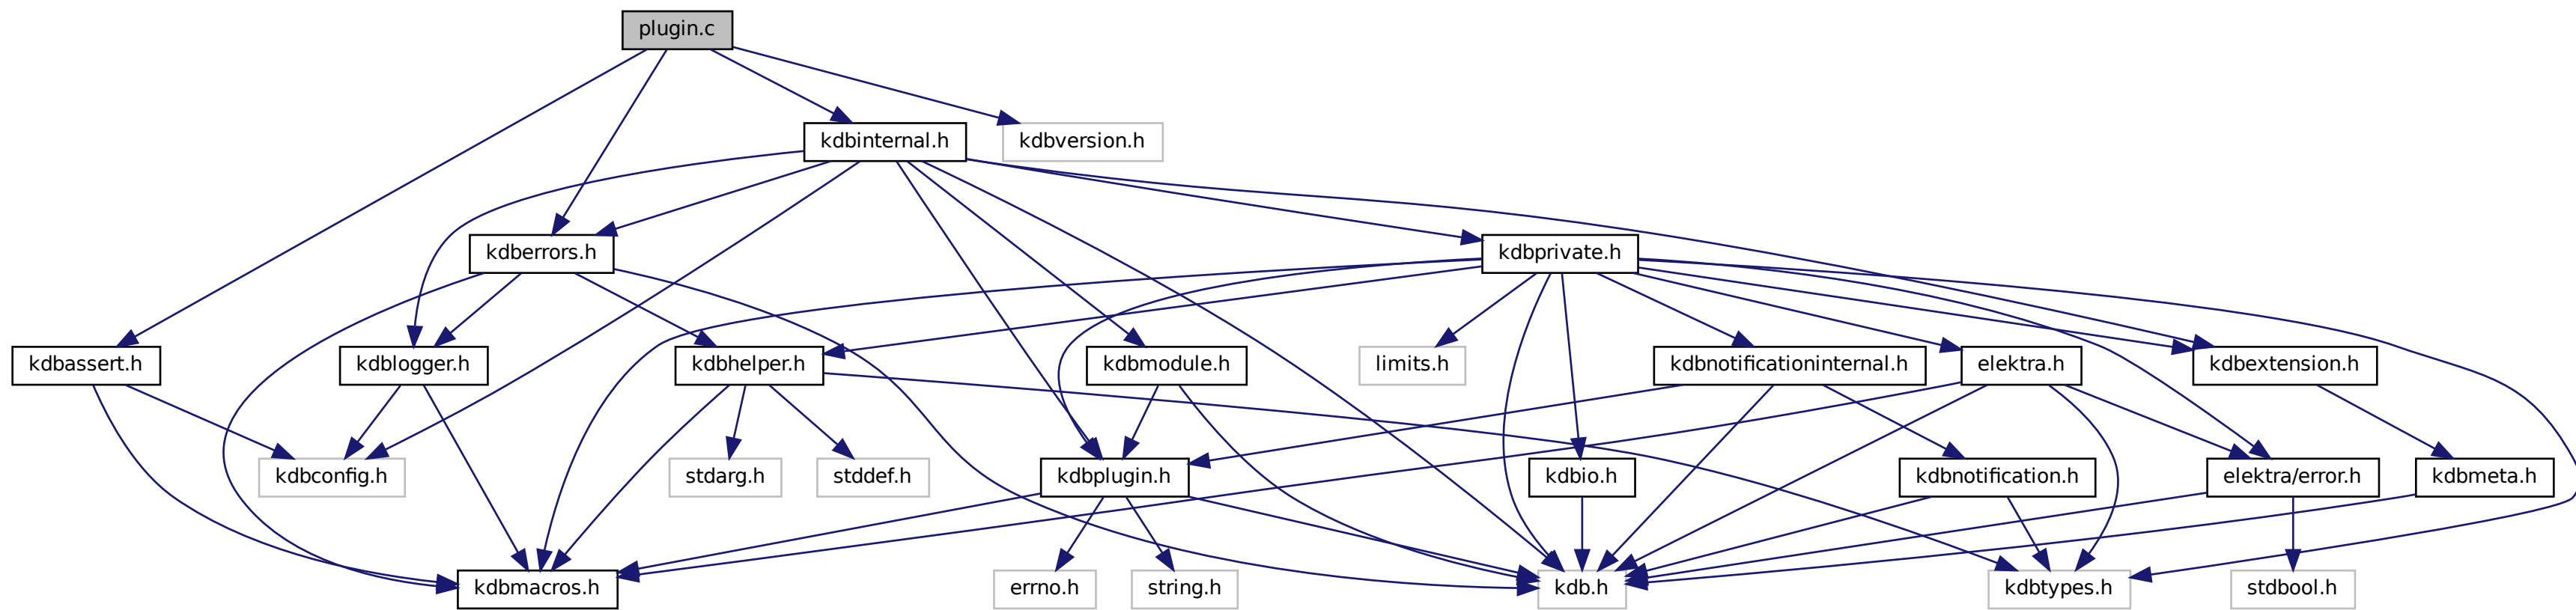 plugin.c
kdbinternal.h
kdbversion.h
kdberrors.h
kdbprivate.h
kdbassert.h
kdblogger.h
kdbhelper.h
kdbmodule.h
limits.h
kdbnotificationinternal.h
elektra.h
kdbextension.h
kdbconfig.h
stdarg.h
stddef.h
kdbplugin.h
kdbio.h
kdbnotification.h
elektra/error.h
kdbmeta.h
kdbmacros.h
errno.h
string.h
kdb.h
kdbtypes.h
stdbool.h